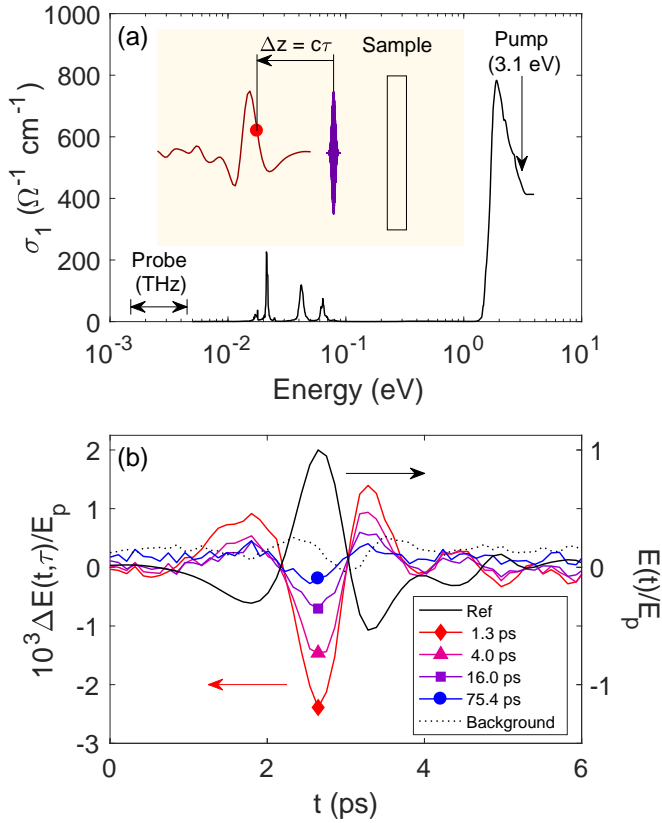 (a)
Δz = cτ
Sample
Pump
(3.1 eV)
Probe
(THz)
1000
800
600
400
200
0
σ₁ (Ω⁻¹ cm⁻¹)
10⁻³
10⁻²
10⁻¹
10⁰
10¹
Energy (eV)
(b)
2
1
0
-1
-2
-3
10³ ΔE(t,τ)/Eₚ
1
0
-1
E(t)/Eₚ
Ref
1.3 ps
4.0 ps
16.0 ps
75.4 ps
Background
0
2
4
6
t (ps)